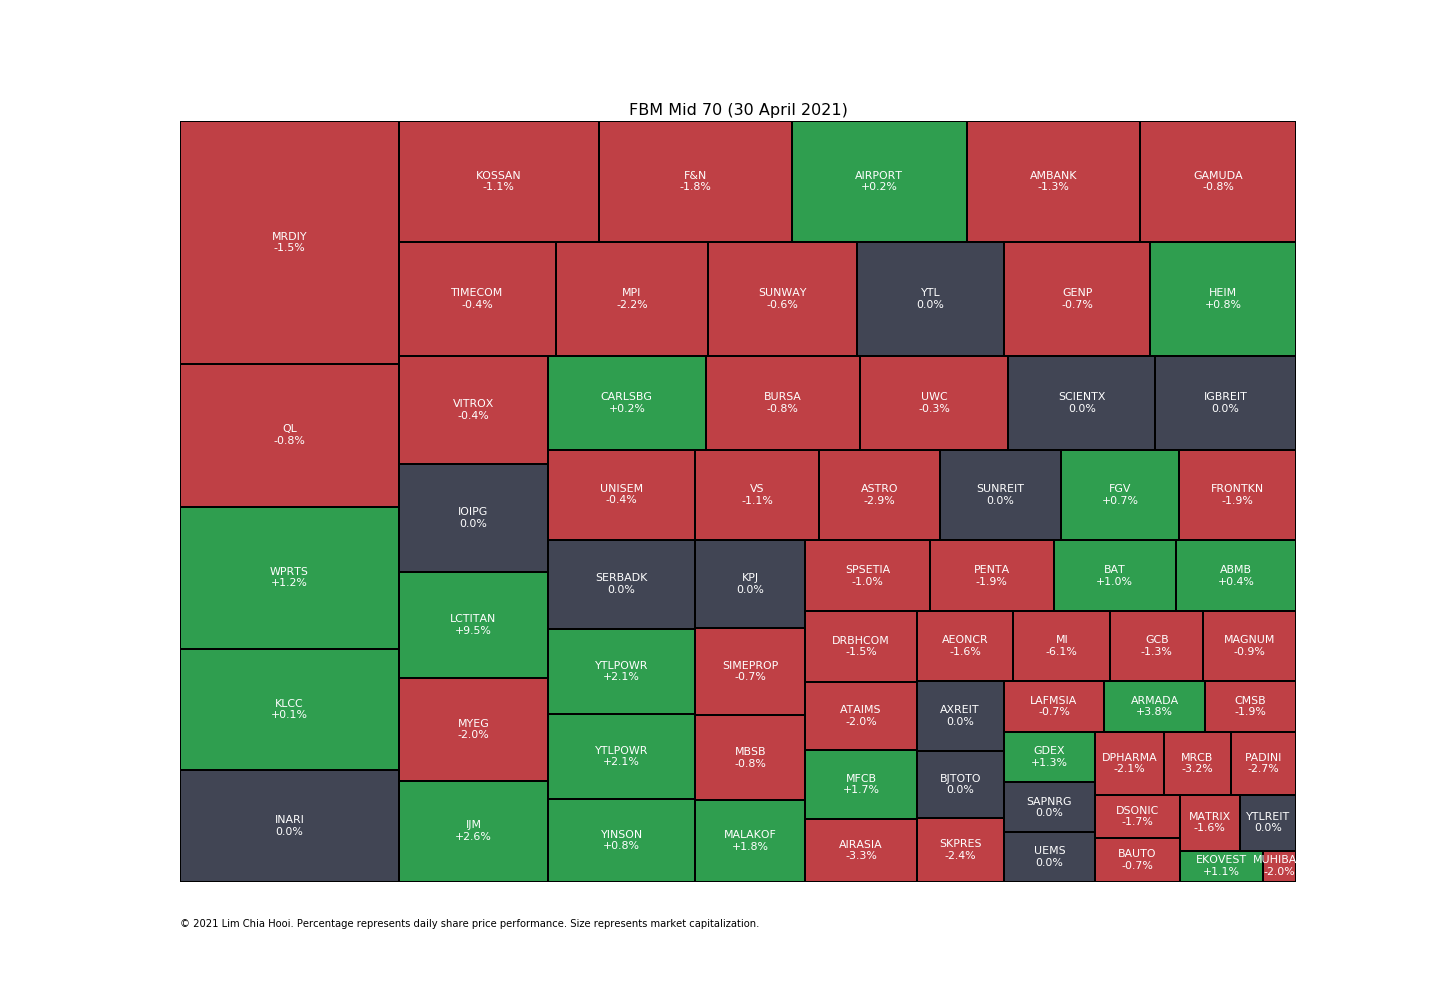 FBM Mid 70 (30 April 2021)
MRDIY
-1.5%
QL
-0.8%
WPRTS
+1.2%
KLCC
+0.1%
INARI
0.0%
KOSSAN
-1.1%
F&N
-1.8%
AIRPORT
+0.2%
AMBANK
-1.3%
GAMUDA
-0.8%
TIMECOM
-0.4%
MPI
-2.2%
SUNWAY
-0.6%
YTL
0.0%
GENP
-0.7%
HEIM
+0.8%
VITROX
-0.4%
IOIPG
0.0%
LCTITAN
+9.5%
MYEG
-2.0%
IJM
+2.6%
CARLSBG
+0.2%
BURSA
-0.8%
UWC
-0.3%
SCIENTX
0.0%
IGBREIT
0.0%
UNISEM
-0.4%
VS
-1.1%
ASTRO
-2.9%
SUNREIT
0.0%
FGV
+0.7%
FRONTKN
-1.9%
SERBADK
0.0%
YTLPOWR
+2.1%
YTLPOWR
+2.1%
YINSON
+0.8%
KPJ
0.0%
SIMEPROP
-0.7%
MBSB
-0.8%
MALAKOF
+1.8%
SPSETIA
-1.0%
PENTA
-1.9%
BAT
+1.0%
ABMB
+0.4%
DRBHCOM
-1.5%
ATAIMS
-2.0%
MFCB
+1.7%
AIRASIA
-3.3%
AEONCR
-1.6%
MI
-6.1%
GCB
-1.3%
MAGNUM
-0.9%
AXREIT
0.0%
BJTOTO
0.0%
SKPRES
-2.4%
LAFMSIA
-0.7%
ARMADA
+3.8%
CMSB
-1.9%
GDEX
+1.3%
SAPNRG
0.0%
UEMS
0.0%
DPHARMA
-2.1%
MRCB
-3.2%
PADINI
-2.7%
DSONIC
-1.7%
BAUTO
-0.7%
MATRIX
-1.6%
YTLREIT
0.0%
EKOVEST
+1.1%
MUHIBA
-2.0%
© 2021 Lim Chia Hooi. Percentage represents daily share price performance. Size represents market capitalization.